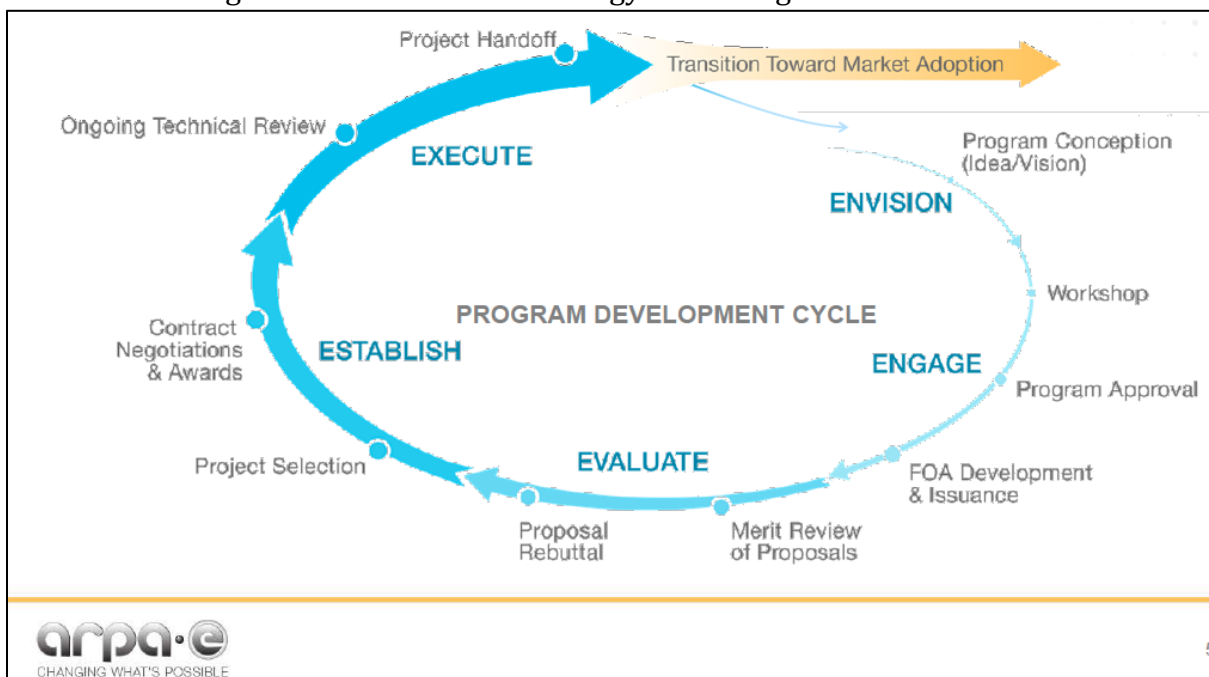 Project Handoff
Transition Toward Market Adoption
Ongoing Technical Review
EXECUTE
Program Conception
(Idea/Vision)
ENVISION
Workshop
PROGRAM DEVELOPMENT CYCLE
Contract
Negotiations
& Awards
ESTABLISH
ENGAGE
Program Approval
Project Selection
EVALUATE
FOA Development
& Issuance
Proposal
Rebuttal
Merit Review
of Proposals
arpa·e
CHANGING WHAT'S POSSIBLE